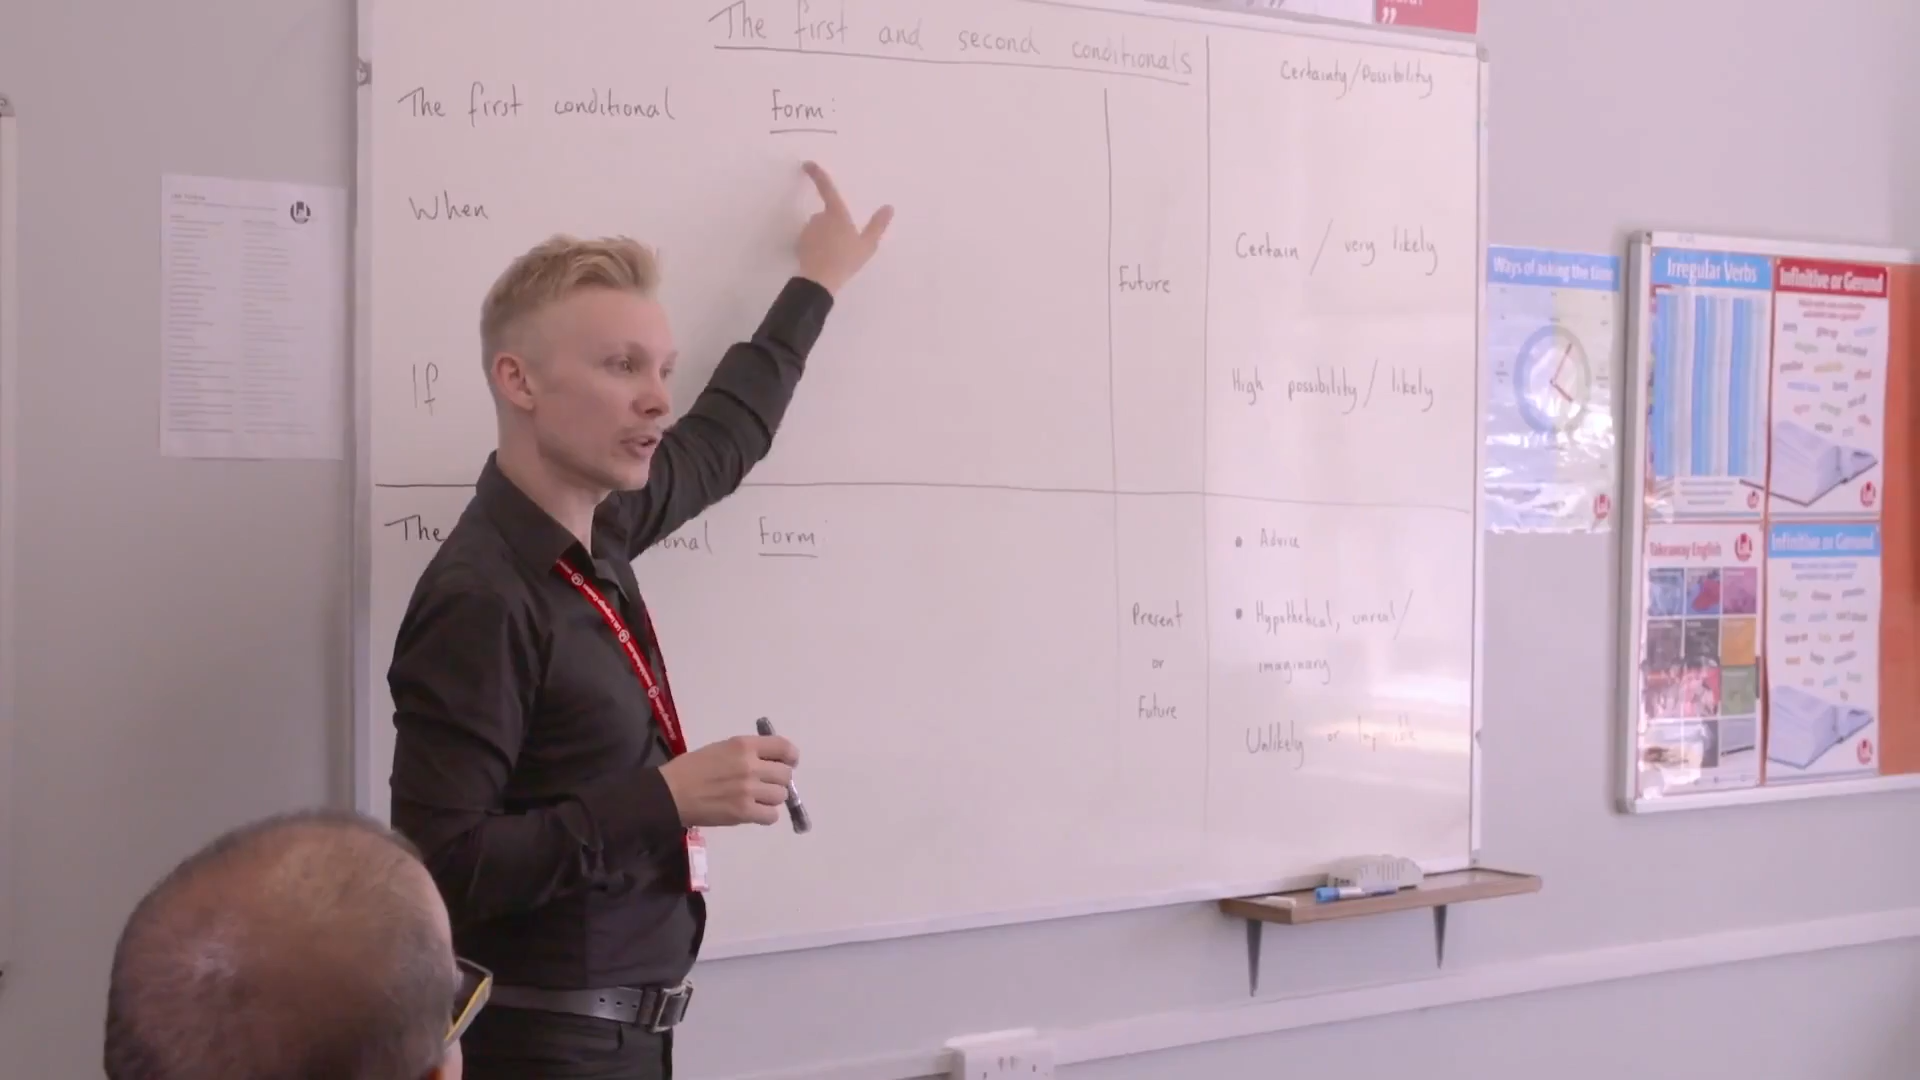 The first and second conditionals
Certainty/Possibility
The first conditional
Form:
When
Certain / very likely
Future
If
High possibility / likely
The
Form:
• Advice
• Hypothetical, unreal/
imaginary
Present
or
Future
Unlikely or
Ways of asking the time
Irregular Verbs
Infinitive or Gerund
Takeaway English
Infinitive or Gerund